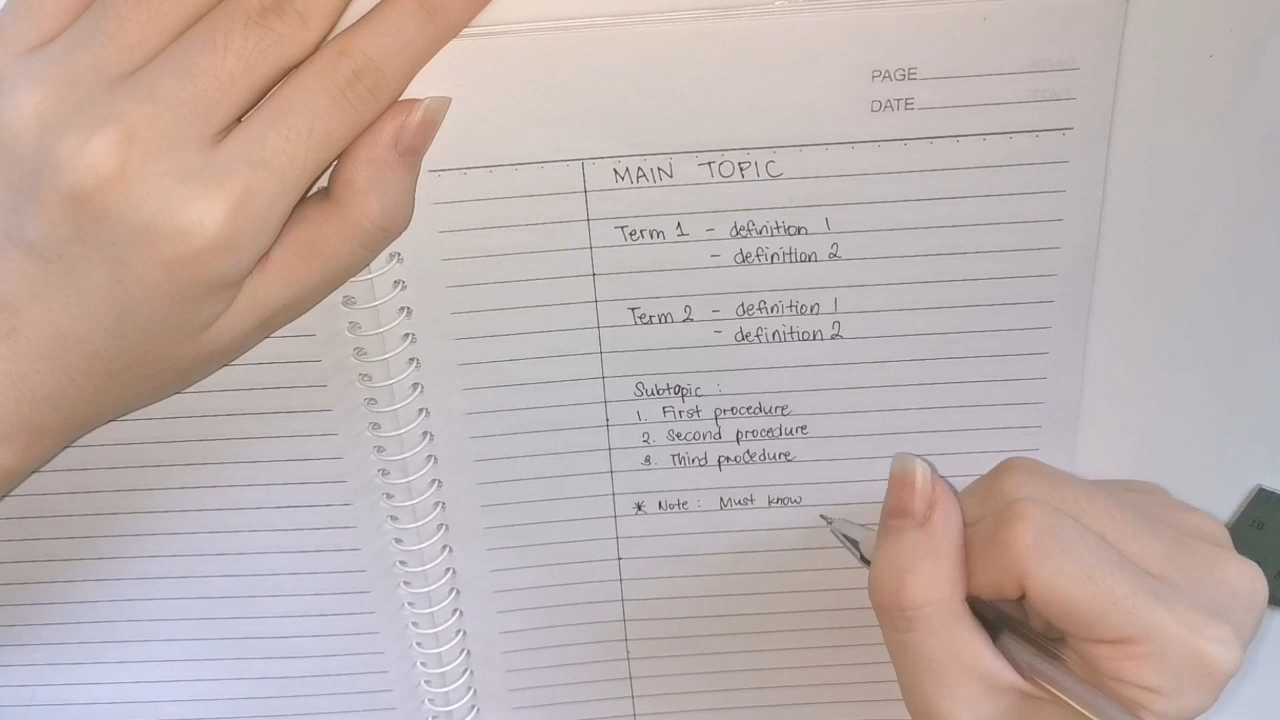 PAGE
DATE
MAIN TOPIC
Term 1 - definition 1
- definition 2
Term 2 - definition 1
- definition 2
Subtopic :
1. First procedure
2. Second procedure
3. Third procedure
* Note : Must know
in